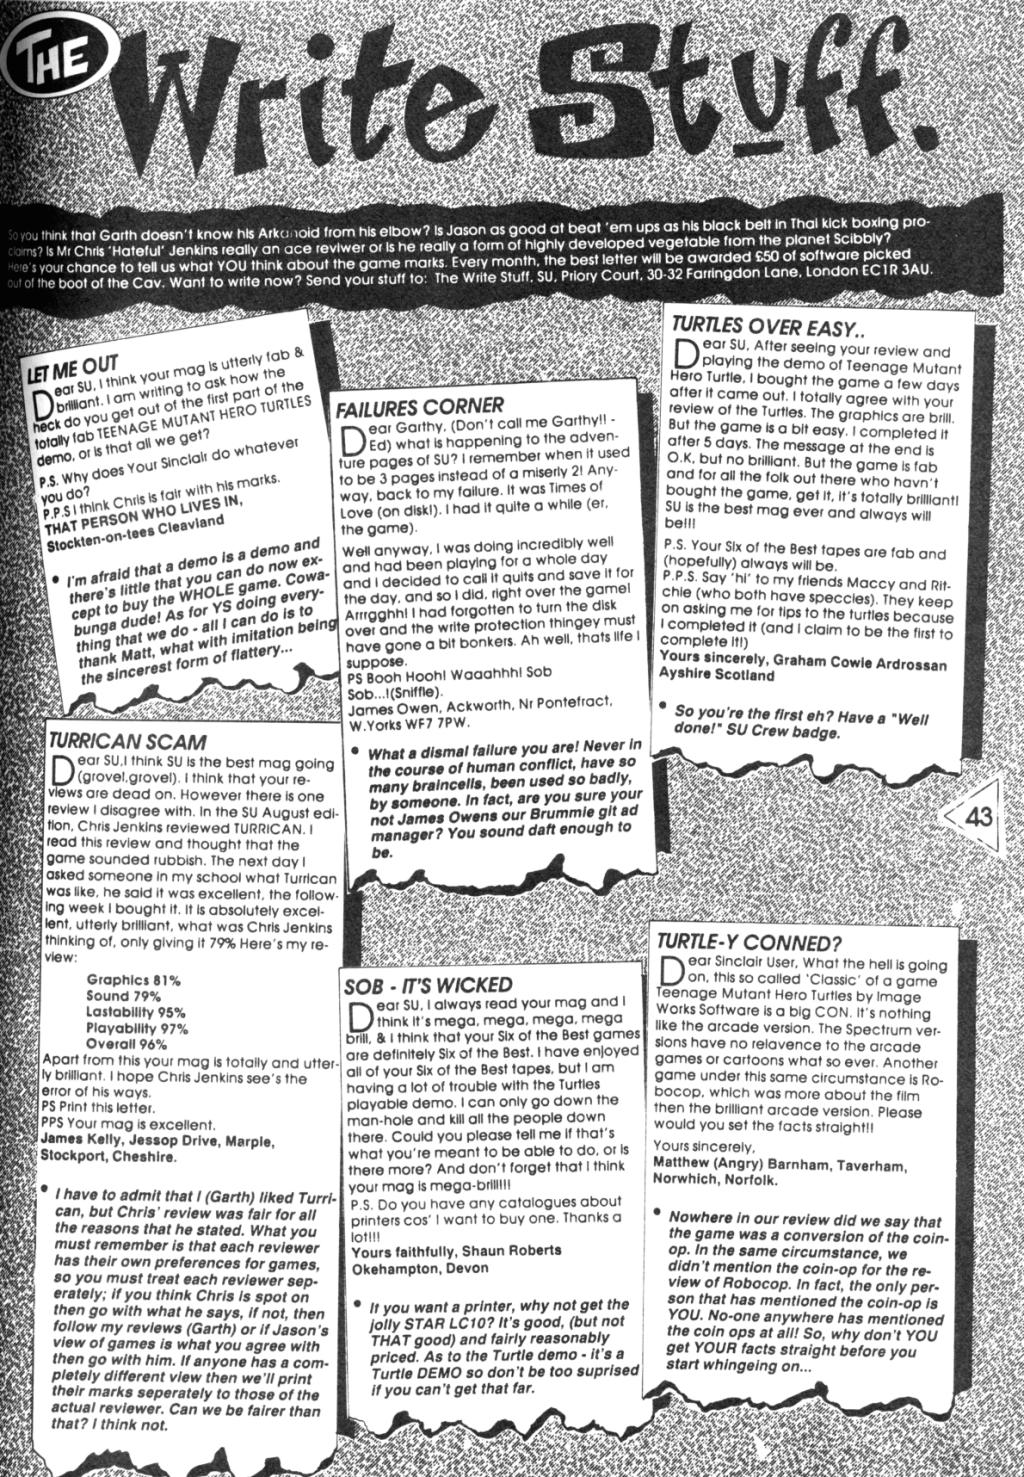 THE
Write Stuff.
So you think that Garth doesn't know his Arkanoid from his elbow? Is Jason as good at beat 'em ups as his black belt in Thai kick boxing pro-
claims? Is Mr Chris 'Hateful' Jenkins really an ace reviwer or is he really a form of highly developed vegetable from the planet Scibbly?
Here's your chance to tell us what YOU think about the game marks. Every month, the best letter will be awarded £50 of software picked
out of the boot of the Cav. Want to write now? Send your stuff to: The Write Stuff, SU, Priory Court, 30-32 Farringdon Lane, London EC1R 3AU.
LET ME OUT
Dear SU, I think your mag is utterly fab &
brilliant. I am writing to ask how the
heck do you get out of the first part of the
totally fab TEENAGE MUTANT HERO TURTLES
demo, or is that all we get?
P.S. Why does Your Sinclair do whatever
you do?
P.P.S I think Chris is fair with his marks.
THAT PERSON WHO LIVES IN,
Stockten-on-tees Cleavland
• I'm afraid that a demo is a demo and
there's little that you can do now ex-
cept to buy the WHOLE game. Cowa-
bunga dude! As for YS doing every-
thing that we do - all I can do is to
thank Matt, what with imitation being
the sincerest form of flattery...
TURRICAN SCAM
Dear SU,I think SU is the best mag going
(grovel,grovel). I think that your re-
views are dead on. However there is one
review I disagree with. In the SU August edi-
tion, Chris Jenkins reviewed TURRICAN. I
read this review and thought that the
game sounded rubbish. The next day I
asked someone in my school what Turrican
was like, he said it was excellent, the follow-
ing week I bought it. It is absolutely excel-
lent, utterly brilliant, what was Chris Jenkins
thinking of, only giving it 79% Here's my re-
view:
Graphics 81%
Sound 79%
Lastability 95%
Playability 97%
Overall 96%
Apart from this your mag is totally and utter-
ly brilliant. I hope Chris Jenkins see's the
error of his ways.
PS Print this letter.
PPS Your mag is excellent.
James Kelly, Jessop Drive, Marple,
Stockport, Cheshire.
• I have to admit that I (Garth) liked Turri-
can, but Chris' review was fair for all
the reasons that he stated. What you
must remember is that each reviewer
has their own preferences for games,
so you must treat each reviewer sep-
erately; if you think Chris is spot on
then go with what he says, if not, then
follow my reviews (Garth) or if Jason's
view of games is what you agree with
then go with him. If anyone has a com-
pletely different view then we'll print
their marks seperately to those of the
actual reviewer. Can we be fairer than
that? I think not.
FAILURES CORNER
Dear Garthy, (Don't call me Garthy!! -
Ed) what is happening to the adven-
ture pages of SU? I remember when it used
to be 3 pages instead of a miserly 2! Any-
way, back to my failure. It was Times of
Love (on disk!). I had it quite a while (er,
the game).
Well anyway, I was doing incredibly well
and had been playing for a whole day
and I decided to call it quits and save it for
the day, and so I did, right over the game!
Arrrgghh! I had forgotten to turn the disk
over and the write protection thingey must
have gone a bit bonkers. Ah well, thats life I
suppose.
PS Booh Hooh! Waaahhh! Sob
Sob...!(Sniffle).
James Owen, Ackworth, Nr Pontefract,
W.Yorks WF7 7PW.
• What a dismal failure you are! Never in
the course of human conflict, have so
many braincells, been used so badly,
by someone. In fact, are you sure your
not James Owens our Brummie git ad
manager? You sound daft enough to
be.
SOB - IT'S WICKED
Dear SU, I always read your mag and I
think it's mega, mega, mega, mega
brill, & I think that your Six of the Best games
are definitely Six of the Best. I have enjoyed
all of your Six of the Best tapes, but I am
having a lot of trouble with the Turtles
playable demo. I can only go down the
man-hole and kill all the people down
there. Could you please tell me if that's
what you're meant to be able to do, or is
there more? And don't forget that I think
your mag is mega-brill!!!!
P.S. Do you have any catalogues about
printers cos' I want to buy one. Thanks a
lot!!!
Yours faithfully, Shaun Roberts
Okehampton, Devon
• If you want a printer, why not get the
jolly STAR LC10? It's good, (but not
THAT good) and fairly reasonably
priced. As to the Turtle demo - it's a
Turtle DEMO so don't be too suprised
if you can't get that far.
TURTLES OVER EASY..
Dear SU, After seeing your review and
playing the demo of Teenage Mutant
Hero Turtle, I bought the game a few days
after it came out. I totally agree with your
review of the Turtles. The graphics are brill.
But the game is a bit easy. I completed it
after 5 days. The message at the end is
O.K. but no brilliant. But the game is fab
and for all the folk out there who havn't
bought the game, get it, it's totally brilliant!
SU is the best mag ever and always will
be!!!
P.S. Your Six of the Best tapes are fab and
(hopefully) always will be.
P.P.S. Say 'hi' to my friends Maccy and Rit-
chie (who both have speccies). They keep
on asking me for tips to the turtles because
I completed it (and I claim to be the first to
complete it!)
Yours sincerely, Graham Cowie Ardrossan
Ayshire Scotland
• So you're the first eh? Have a "Well
done!" SU Crew badge.
43
TURTLE-Y CONNED?
Dear Sinclair User, What the hell is going
on, this so called 'Classic' of a game
Teenage Mutant Hero Turtles by Image
Works Software is a big CON. It's nothing
like the arcade version. The Spectrum ver-
sions have no relavence to the arcade
games or cartoons what so ever. Another
game under this same circumstance is Ro-
bocop, which was more about the film
then the brilliant arcade version. Please
would you set the facts straight!!
Yours sincerely,
Matthew (Angry) Barnham, Taverham,
Norwhich, Norfolk.
• Nowhere in our review did we say that
the game was a conversion of the coin-
op. In the same circumstance, we
didn't mention the coin-op for the re-
view of Robocop. In fact, the only per-
son that has mentioned the coin-op is
YOU. No-one anywhere has mentioned
the coin ops at all! So, why don't YOU
get YOUR facts straight before you
start whingeing on...